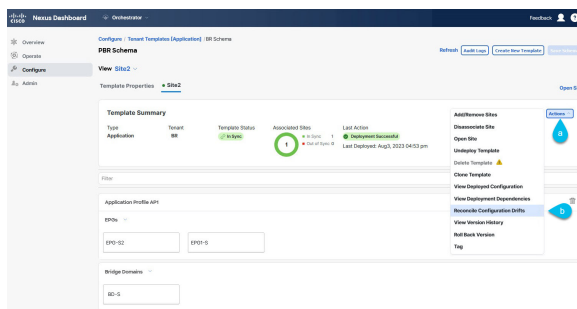 CISCO Nexus Dashboard
Orchestrator
Feedback
Overview
Operate
Configure
Admin
Configure / Tenant Templates [Application] / BR Schema
PBR Schema
Refresh
Audit Logs
Create New Template
View Site2
Template Properties
Site2
Open S
Template Summary
Type
Application
Tenant
Template Status
In Sync
Associated Sites
1
In Sync 1
Out of Sync 0
Last Action
Deployment Successful
Last Deployed: Aug3, 2023 04:53 pm
Actions
a
Add/Remove Sites
Disassociate Site
Open Site
Undeploy Template
Delete Template
Clone Template
View Deployed Configuration
View Deployment Dependencies
Reconcile Configuration Drifts
b
View Version History
Roll Back Version
Tag
Filter
Application Profile AP1
EPGs
EPG-S2
EPG1-S
Bridge Domains
BD-S